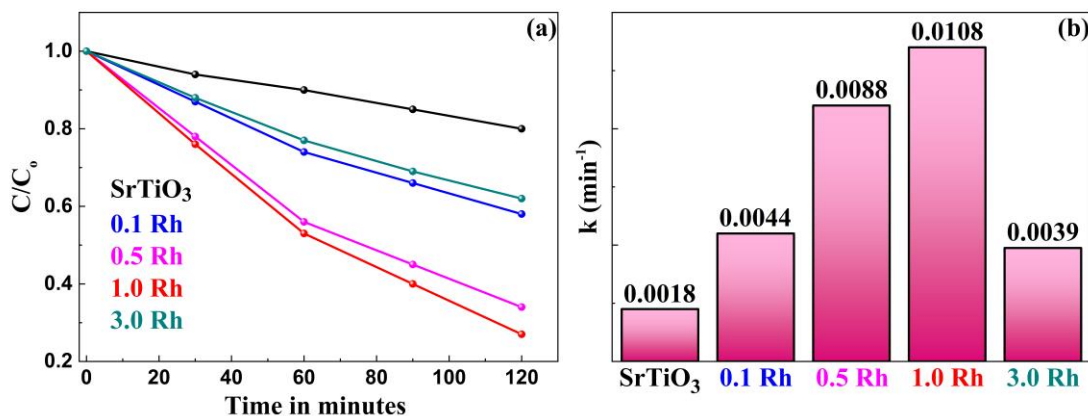 (a)
1.0
0.8
0.6
0.4
0.2
C/Co
SrTiO3
0.1 Rh
0.5 Rh
1.0 Rh
3.0 Rh
0 20 40 60 80 100 120
Time in minutes
(b)
k (min-1)
0.0018
0.0044
0.0088
0.0108
0.0039
SrTiO3 0.1 Rh 0.5 Rh 1.0 Rh 3.0 Rh